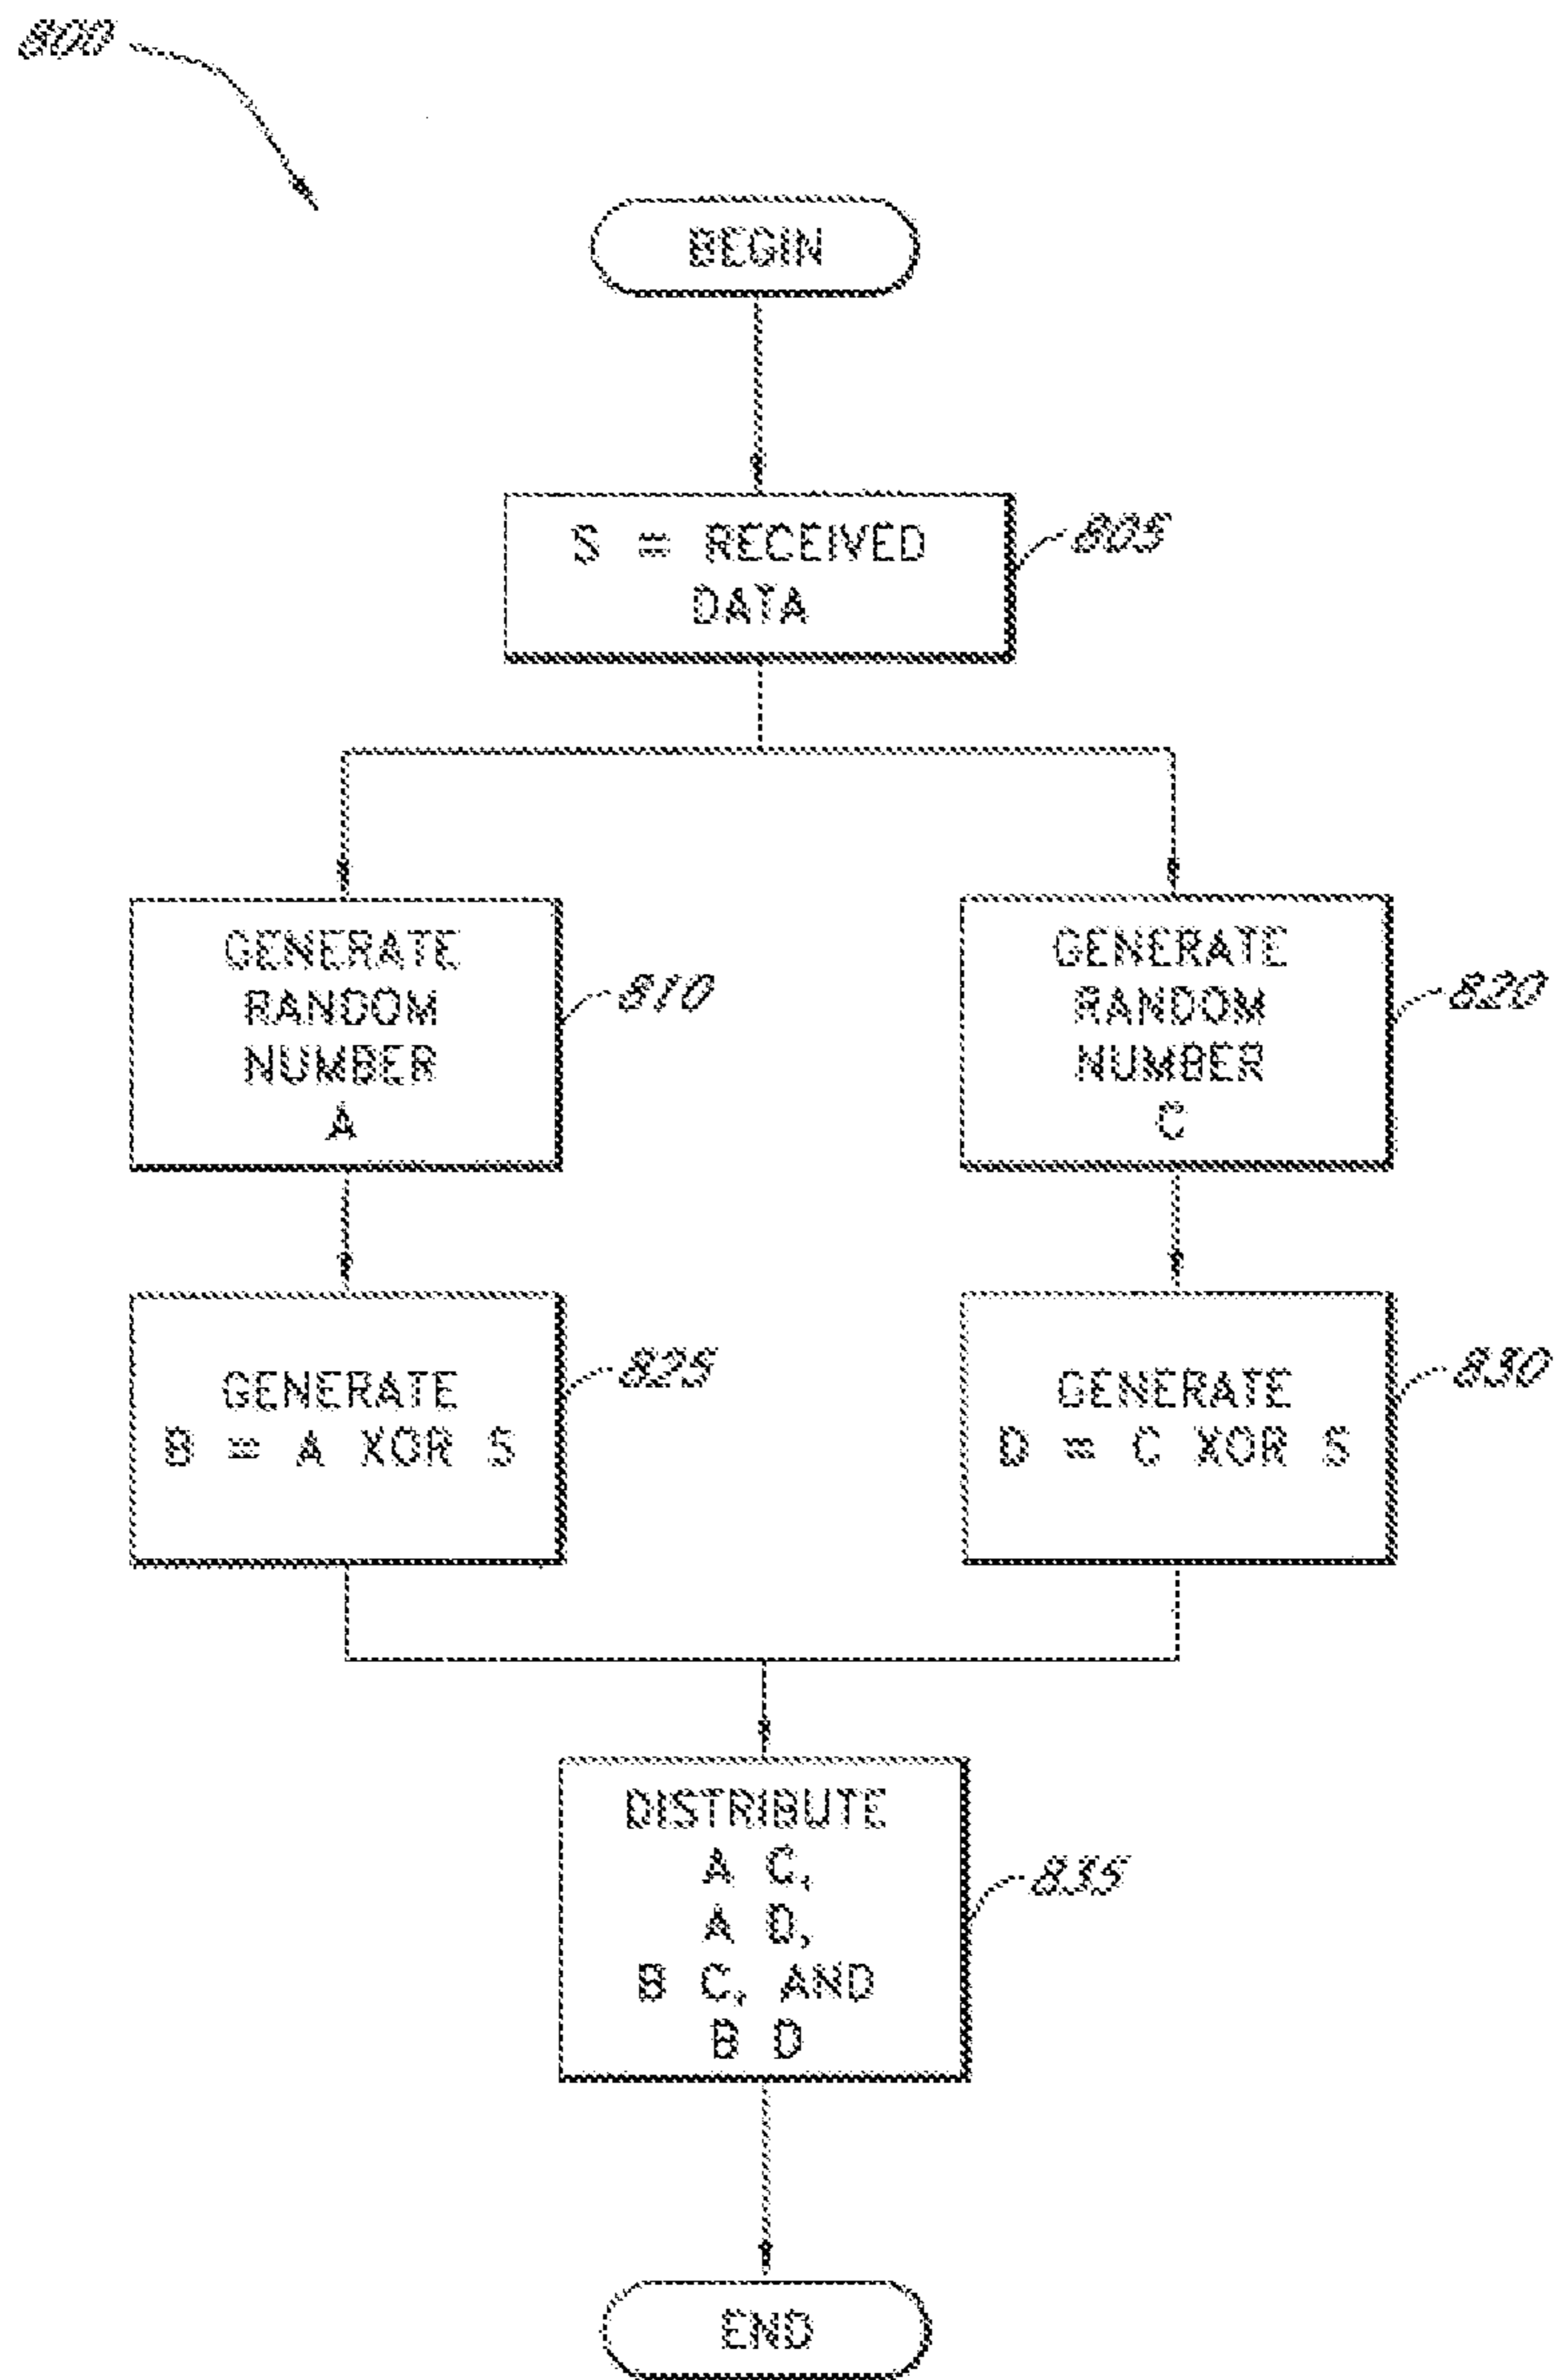 800
BEGIN
S = RECEIVED
DATA
805
GENERATE
RANDOM
NUMBER
A
810
GENERATE
RANDOM
NUMBER
C
820
GENERATE
B = A XOR S
825
GENERATE
D = C XOR S
830
DISTRIBUTE
A C,
A D,
B C, AND
B D
835
END